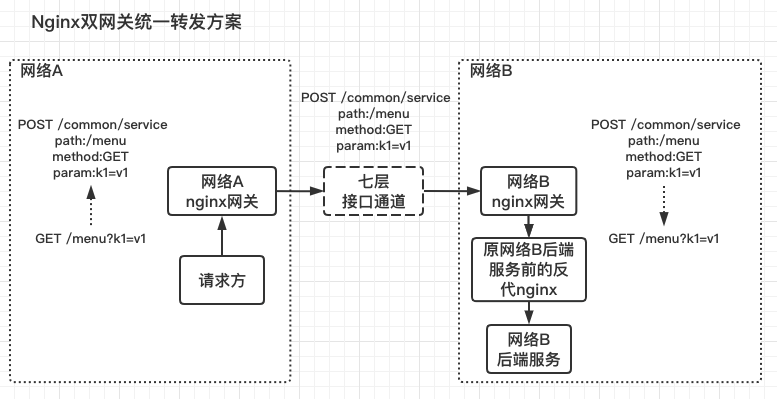 Nginx双网关统一转发方案
网络A
POST /common/service
path:/menu
method:GET
param:k1=v1
GET /menu?k1=v1
网络A
nginx网关
请求方
POST /common/service
path:/menu
method:GET
param:k1=v1
七层
接口通道
网络B
网络B
nginx网关
原网络B后端
服务前的反
代nginx
网络B
后端服务
POST /common/service
path:/menu
method:GET
param:k1=v1
GET /menu?k1=v1